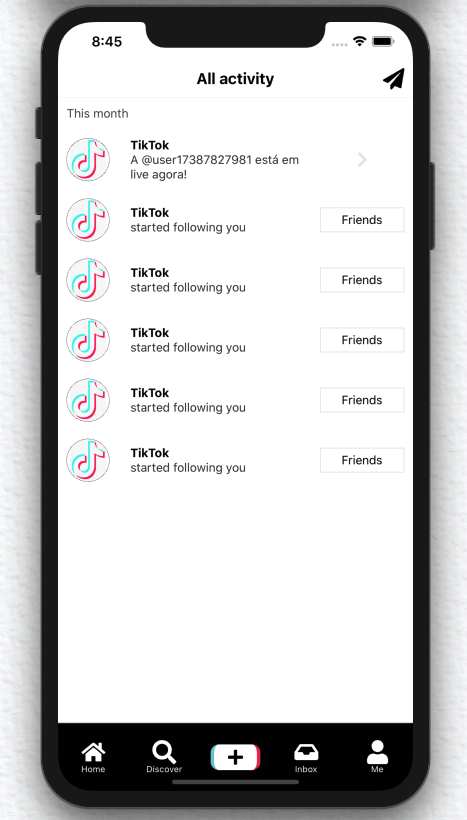 8:45
All activity
This month
TikTok
A @user17387827981 está em
live agora!
TikTok
started following you
Friends
TikTok
started following you
Friends
TikTok
started following you
Friends
TikTok
started following you
Friends
TikTok
started following you
Friends
Home
Discover
Inbox
Me